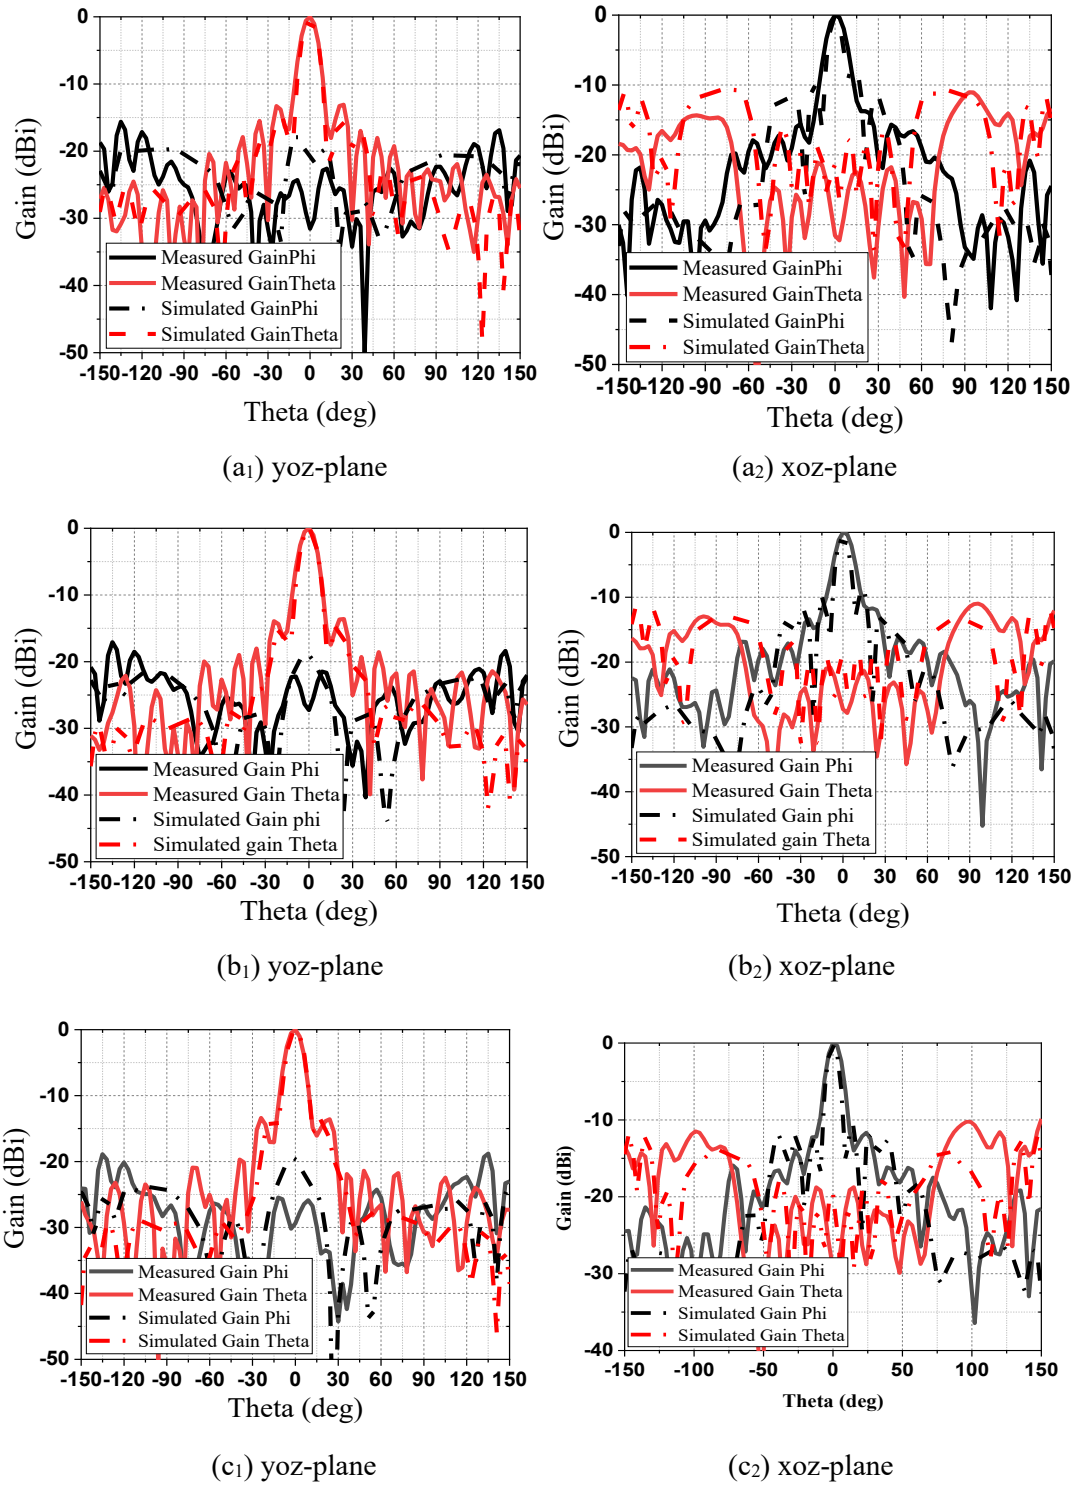 0
-10
-20
-30
-40
-50
Gain (dBi)
Measured GainPhi
Measured GainTheta
Simulated GainPhi
Simulated GainTheta
-150 -120 -90 -60 -30 0 30 60 90 120 150
Theta (deg)
(a1) yoz-plane
0
-10
-20
-30
-40
-50
Gain (dBi)
Measured GainPhi
Measured GainTheta
Simulated GainPhi
Simulated GainTheta
-150 -120 -90 -60 -30 0 30 60 90 120 150
Theta (deg)
(a2) xoz-plane
0
-10
-20
-30
-40
-50
Gain (dBi)
Measured Gain Phi
Measured Gain Theta
Simulated Gain phi
Simulated gain Theta
-150 -120 -90 -60 -30 0 30 60 90 120 150
Theta (deg)
(b1) yoz-plane
0
-10
-20
-30
-40
-50
Gain (dBi)
Measured Gain Phi
Measured Gain Theta
Simulated Gain phi
Simulated gain Theta
-150 -120 -90 -60 -30 0 30 60 90 120 150
Theta (deg)
(b2) xoz-plane
0
-10
-20
-30
-40
-50
Gain (dBi)
Measured Gain Phi
Measured Gain Theta
Simulated Gain Phi
Simulated Gain Theta
-150 -120 -90 -60 -30 0 30 60 90 120 150
Theta (deg)
(c1) yoz-plane
0
-10
-20
-30
-40
Gain (dBi)
Measured Gain Phi
Measured Gain Theta
Simulated Gain Phi
Simulated Gain Theta
-150 -100 -50 0 50 100 150
Theta (deg)
(c2) xoz-plane